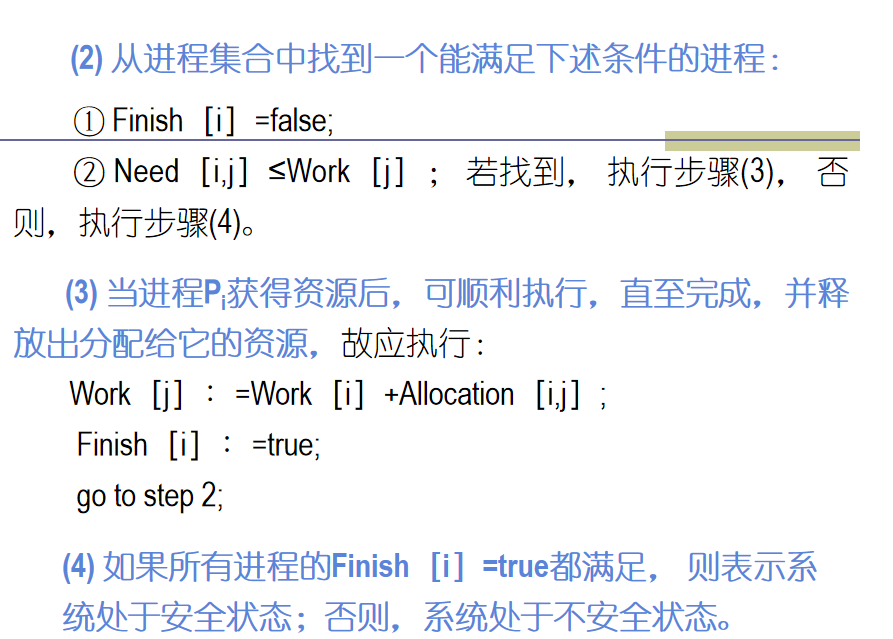 (2) 从进程集合中找到一个能满足下述条件的进程：
① Finish［i］=false;
② Need［i,j］≤Work［j］； 若找到， 执行步骤(3)， 否
则，执行步骤(4)。
(3) 当进程Pi获得资源后，可顺利执行，直至完成，并释
放出分配给它的资源，故应执行：
Work［j］：=Work［i］+Allocation［i,j］;
Finish［i］：=true;
go to step 2;
(4) 如果所有进程的Finish［i］=true都满足， 则表示系
统处于安全状态；否则，系统处于不安全状态。